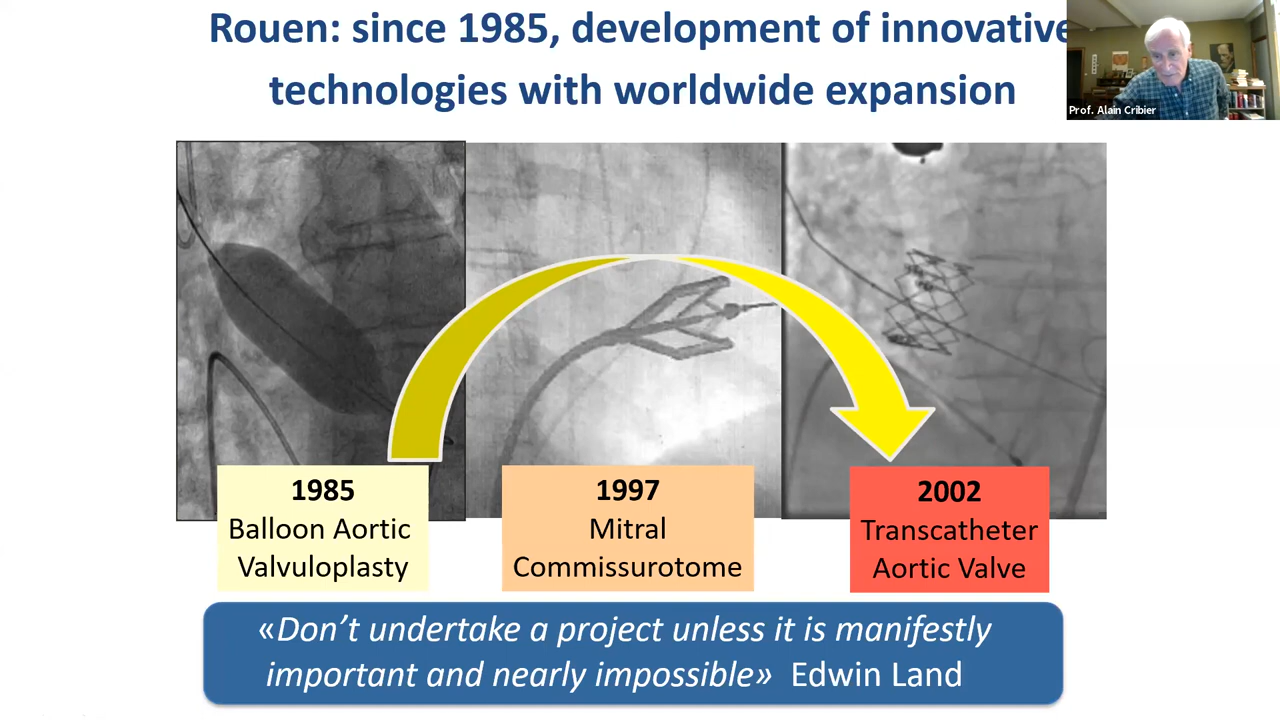 Rouen: since 1985, development of innovative
technologies with worldwide expansion
Prof. Alain Cribier
1985
Balloon Aortic
Valvuloplasty
1997
Mitral
Commissurotome
2002
Transcatheter
Aortic Valve
«Don’t undertake a project unless it is manifestly
important and nearly impossible» Edwin Land